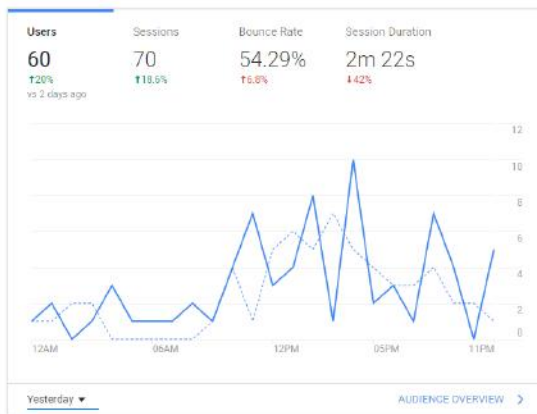 Users Sessions Bounce Rate Session Duration
60 70 54.29% 2m 22s
↑20% ↑18.6% ↑6.8% ↓42%
vs 2 days ago
12
10
8
6
4
2
0
12AM 06AM 12PM 05PM 11PM
Yesterday ▼ AUDIENCE OVERVIEW >